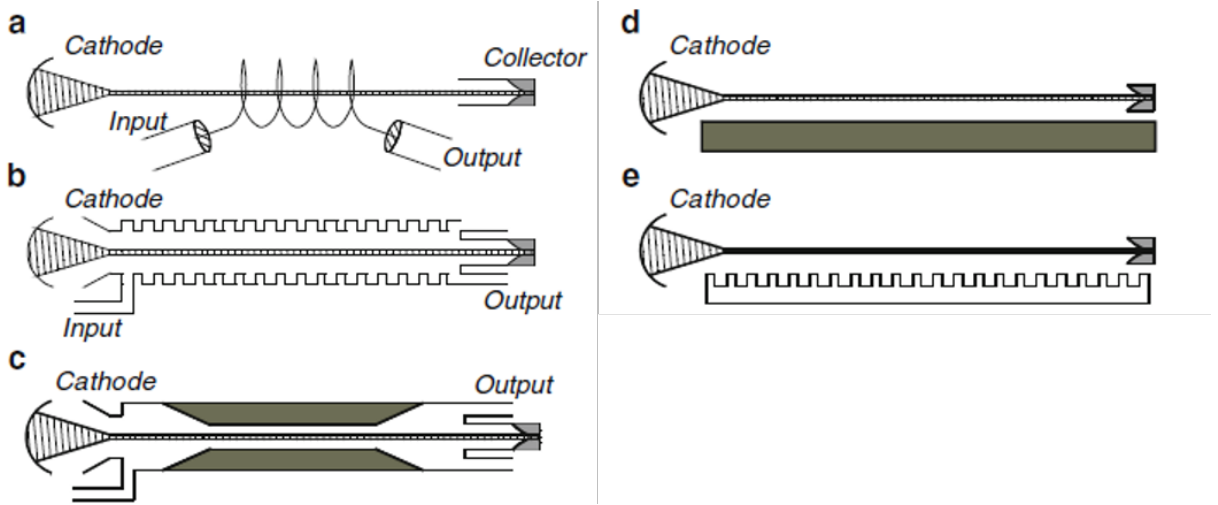 a
Cathode
Collector
Input
Output
b
Cathode
Output
Input
c
Cathode
Output
d
Cathode
e
Cathode